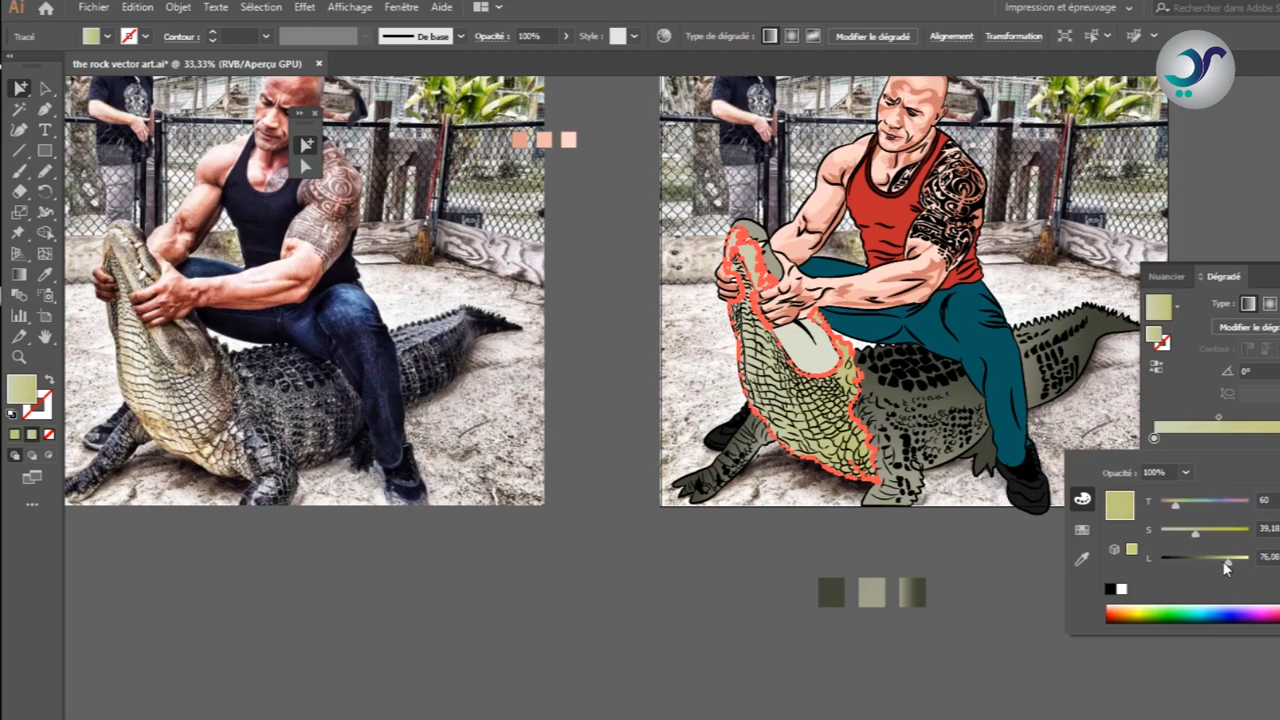 Ai Fichier Edition Objet Texte Sélection Effet Affichage Fenêtre Aide Impression et épreuvage Rechercher dans Adobe S
Tracé Contour : De base Opacité : 100% Style : Type de dégradé : Modifier le dégradé Alignement Transformation
the rock vector art.ai* @ 33,33% (RVB/Aperçu GPU)
Nuancier Dégradé
Type :
Modifier le dégra
Contour :
0°
Opacité : 100%
T 60
S 39,18
L 76,08